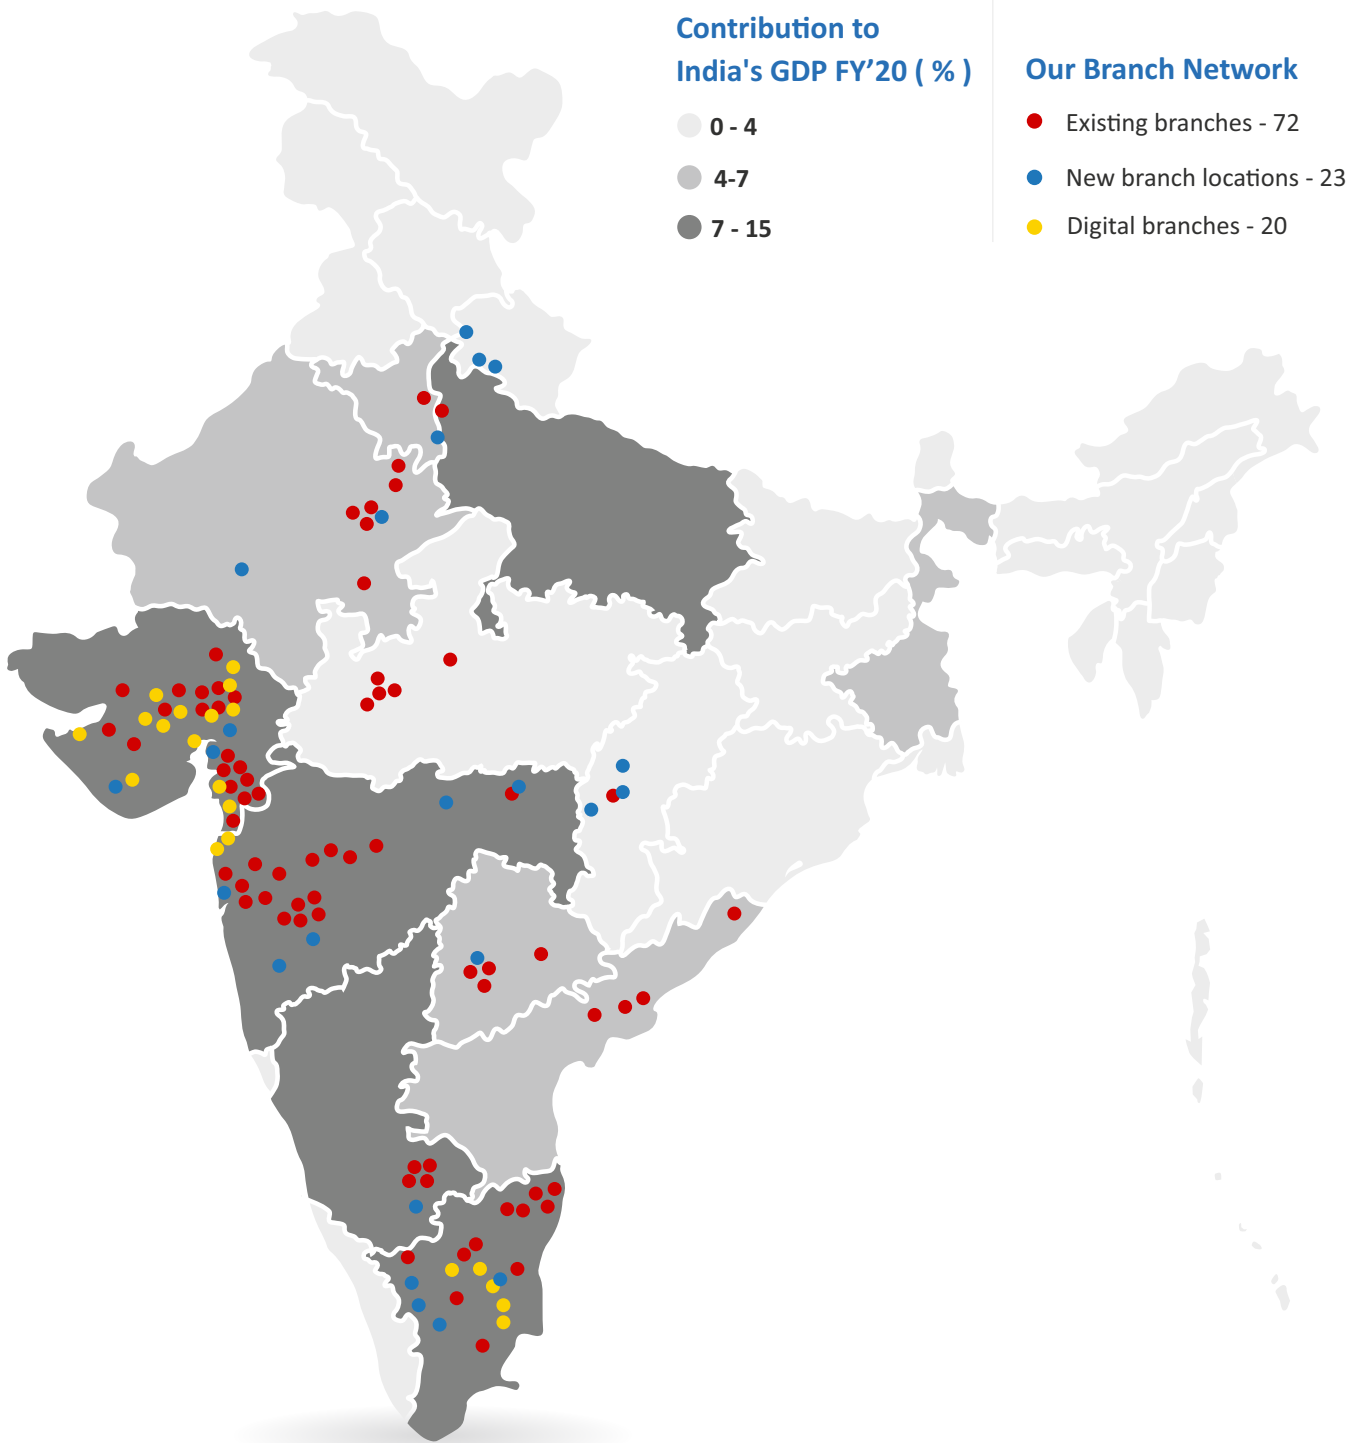 Contribution to
India's GDP FY’20 ( % )
0 - 4
4-7
7 - 15
Our Branch Network
Existing branches - 72
New branch locations - 23
Digital branches - 20